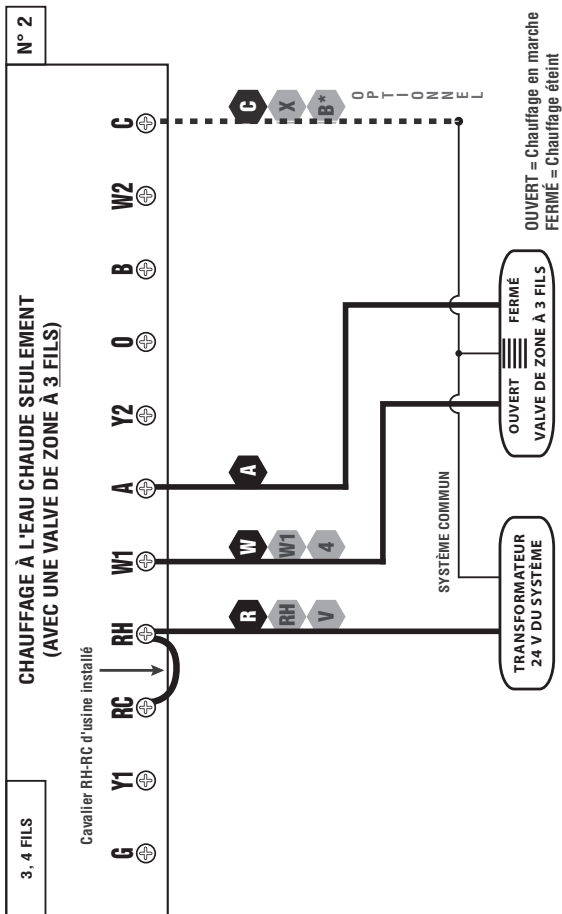 3, 4 FILS
CHAUFFAGE À L'EAU CHAUDE SEULEMENT
(AVEC UNE VALVE DE ZONE À 3 FILS)
N° 2
Cavalier RH-RC d'usine installé
G Y1 RC RH W1 A Y2 O B W2 C
R
RH
V
W
W1
4
A
C
X
B*
OPTIONNEL
SYSTÈME COMMUN
TRANSFORMATEUR
24 V DU SYSTÈME
OUVERT FERMÉ
VALVE DE ZONE À 3 FILS
OUVERT = Chauffage en marche
FERMÉ = Chauffage éteint